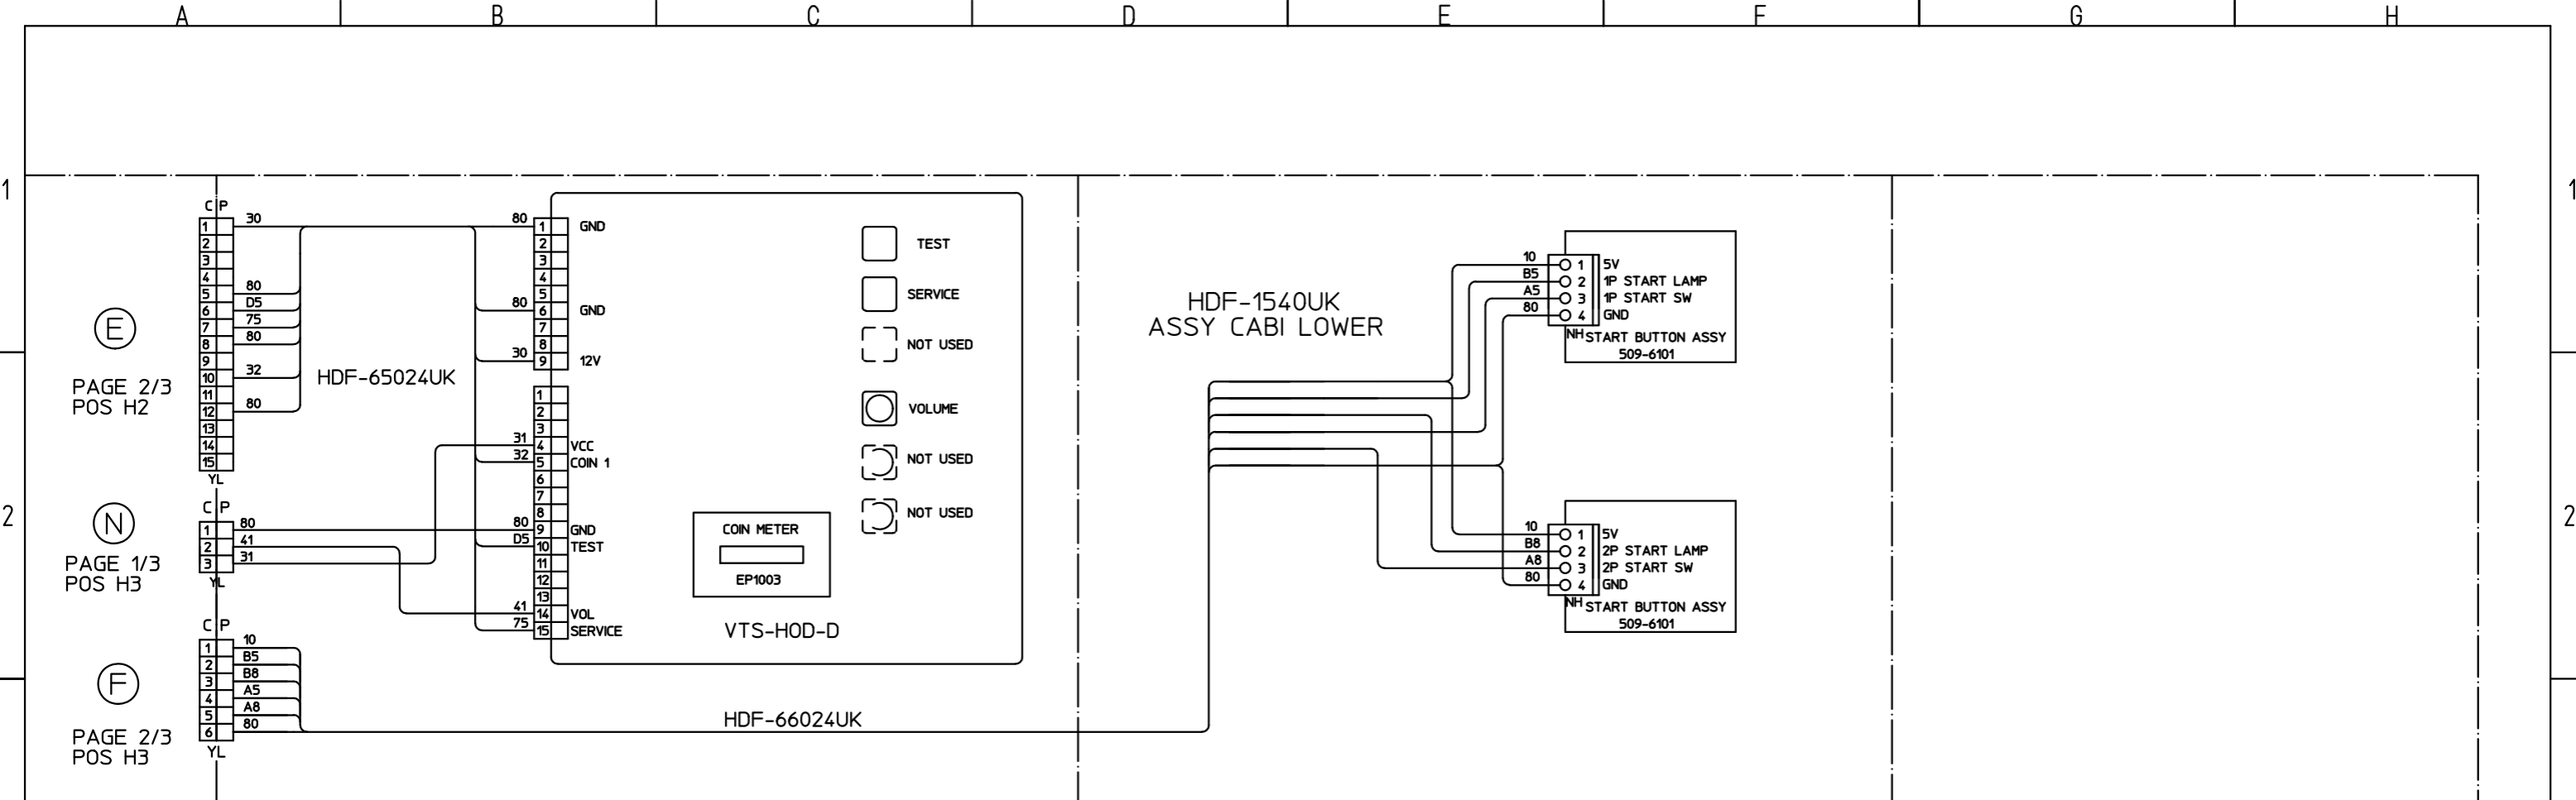 A B C D E F G H
1 1
2 2
C P
1 30
2
3
4
5 80
6 D5
7 75
8 80
9
10 32
11
12 80
13
14
15
YL
E
PAGE 2/3
POS H2
HDF-65024UK
C P
1 80
2 41
3 31
YL
N
PAGE 1/3
POS H3
C P
1 10
2 B5
3 B8
4 A5
5 A8
6 80
YL
F
PAGE 2/3
POS H3
HDF-66024UK
80 1 GND
2
3
4
5
80 6 GND
7
8
30 9 12V
1
2
3
31 4 VCC
32 5 COIN 1
6
7
8
80 9 GND
D5 10 TEST
11
12
13
41 14 VOL
75 15 SERVICE
TEST
SERVICE
NOT USED
VOLUME
NOT USED
NOT USED
COIN METER
EP1003
VTS-HOD-D
HDF-1540UK
ASSY CABI LOWER
10 1 5V
B5 2 1P START LAMP
A5 3 1P START SW
80 4 GND
NH START BUTTON ASSY
509-6101
10 1 5V
B8 2 2P START LAMP
A8 3 2P START SW
80 4 GND
NH START BUTTON ASSY
509-6101